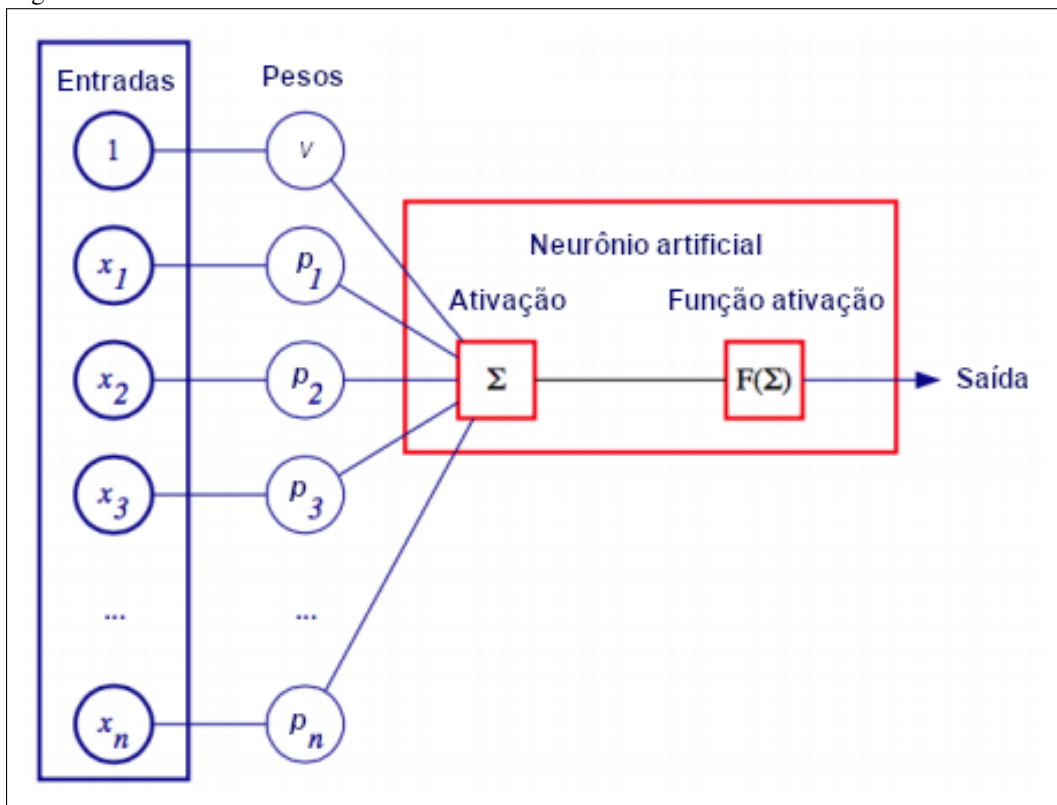 Entradas Pesos
1 v
Neurônio artificial
x1 p1
Ativação Função ativação
x2 p2 Σ F(Σ) Saída
x3 p3
... ...
xn pn